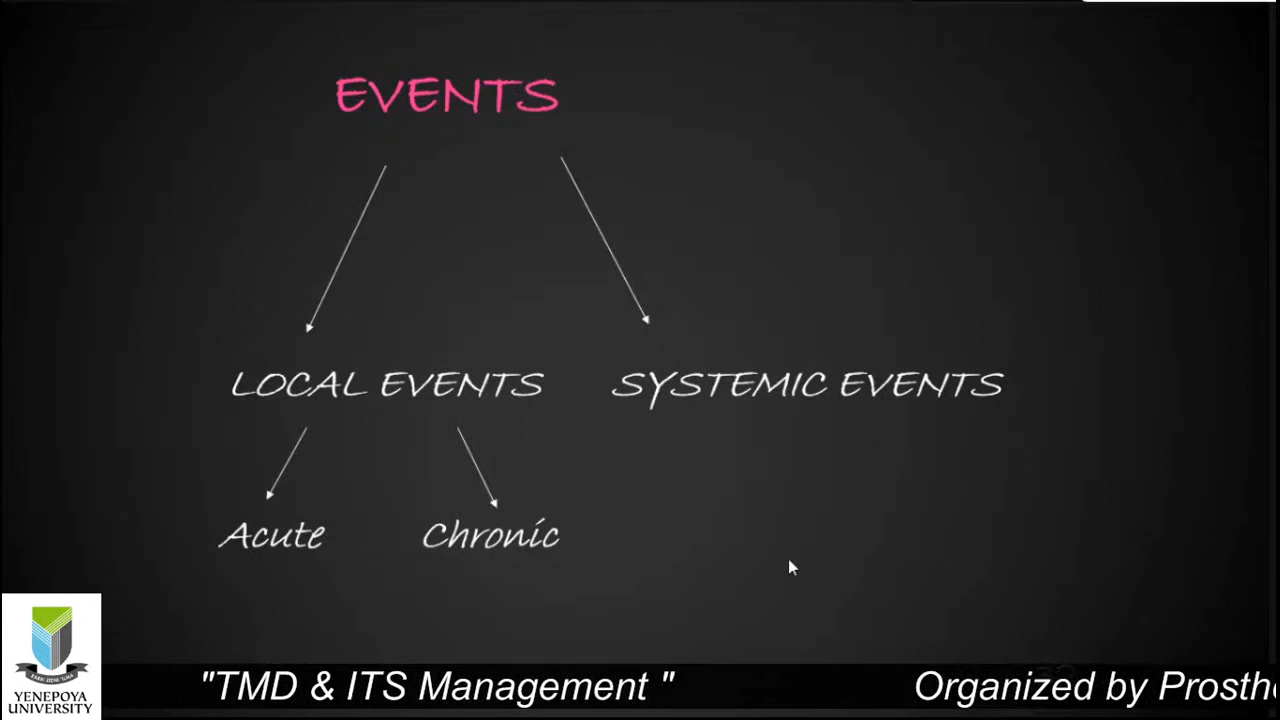 EVENTS
LOCAL EVENTS SYSTEMIC EVENTS
Acute Chronic
YENEPOYA
UNIVERSITY
"TMD & ITS Management " Organized by Prosth